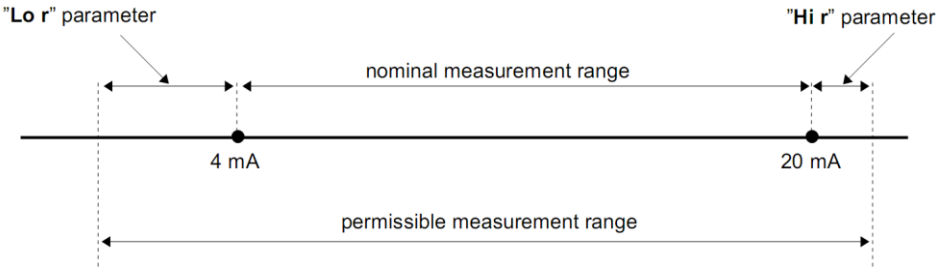 ”Lo r” parameter
”Hi r” parameter
nominal measurement range
4 mA
20 mA
permissible measurement range